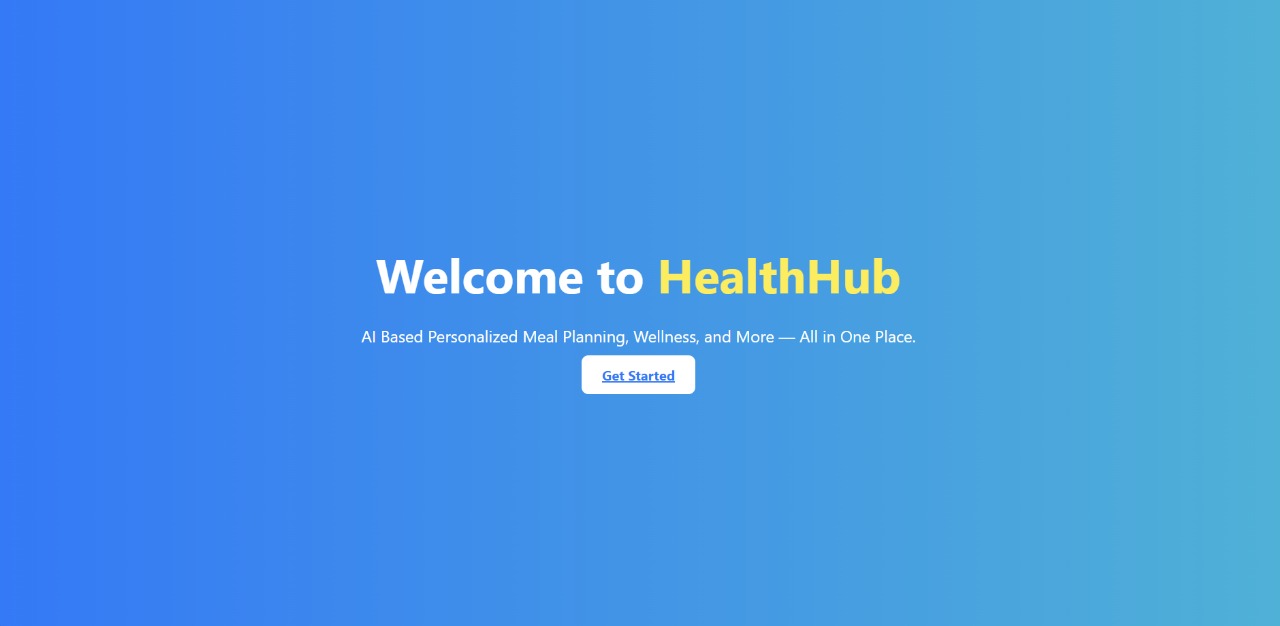 Welcome to HealthHub
AI Based Personalized Meal Planning, Wellness, and More — All in One Place.
Get Started